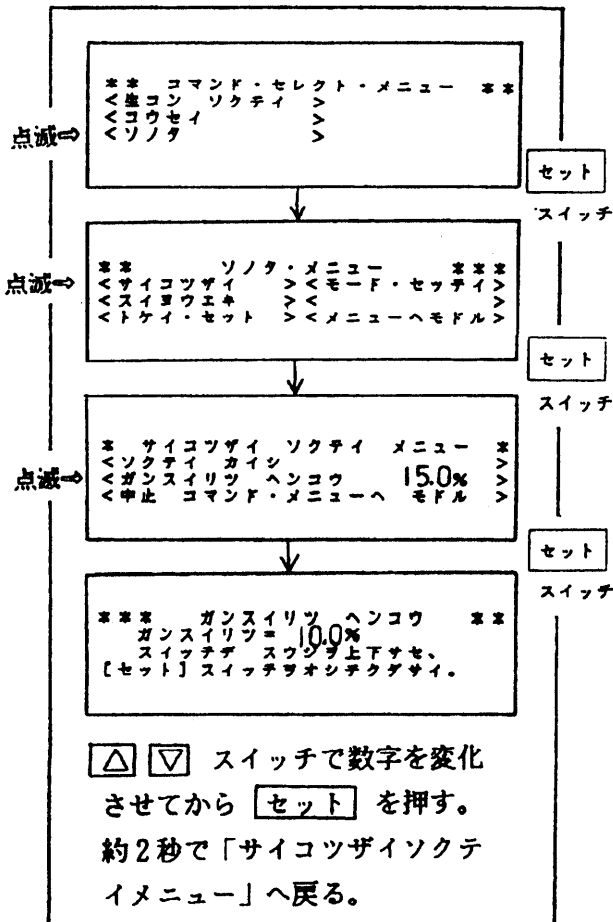 ** コマンド・セレクト・メニュー **
<生コン ソクテイ >
<コウセイ >
点滅⇨ <ソノタ >
セット
スイッチ
** ソノタ・メニュー ***
点滅⇨ <サイコツザイ ><モード・セッテイ>
<スイヨウエキ >< >
<トケイ・セット ><メニューヘモドル>
セット
スイッチ
* サイコツザイ ソクテイ メニュー *
<ソクテイ カイシ >
点滅⇨ <ガンスイリツ ヘンコウ 15.0% >
<中止 コマンド・メニューヘ モドル >
セット
スイッチ
*** ガンスイリツ ヘンコウ **
ガンスイリツ= 10.0%
スイッチデ スウジヲ上下サセ、
[セット] スイッチヲオシテクダサイ.
△ ▽ スイッチで数字を変化
させてから セット を押す。
約2秒で「サイコツザイソクテ
イメニュー」へ戻る。